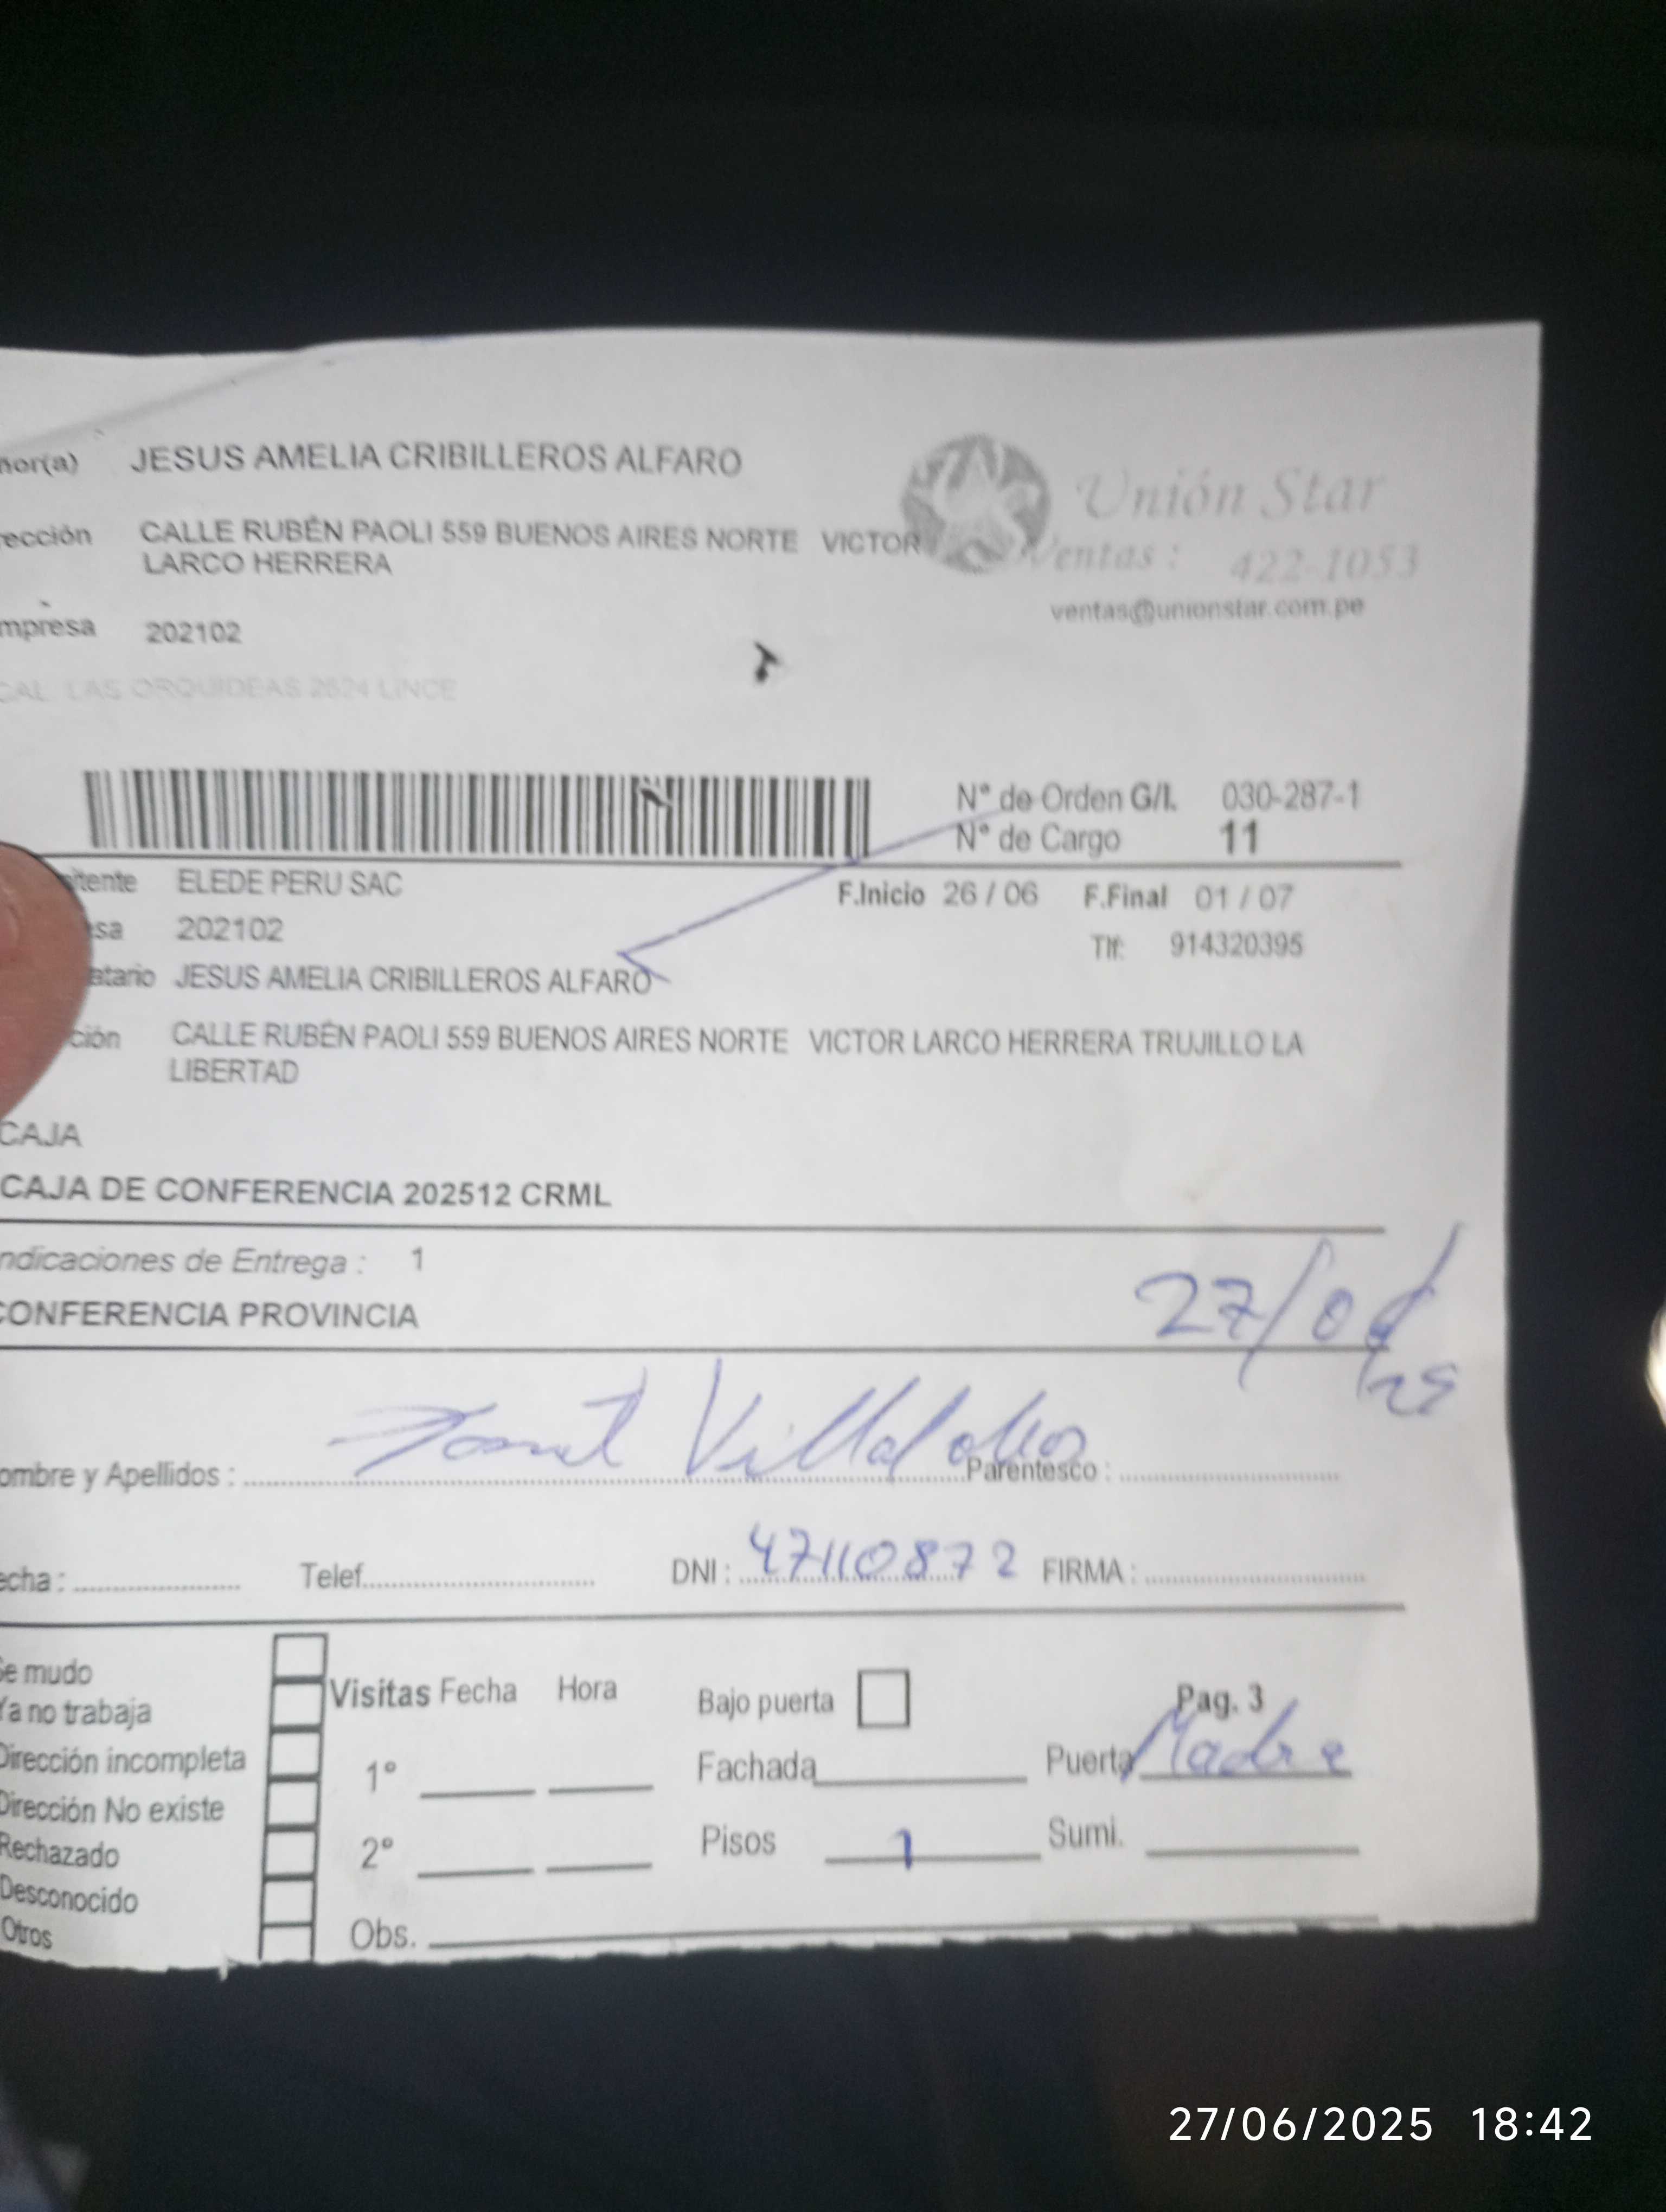 nor(a) JESUS AMELIA CRIBILLEROS ALFARO
Unión Star
rección CALLE RUBÉN PAOLI 559 BUENOS AIRES NORTE VICTOR
LARCO HERRERA
Ventas : 422-1053
ventas@unionstar.com.pe
mpresa 202102
CAL. LAS ORQUIDEAS 2624 LINCE
N° de Orden G/I. 030-287-1
N° de Cargo 11
itente ELEDE PERU SAC
F.Inicio 26 / 06 F.Final 01 / 07
sa 202102
Tlf: 914320395
atario JESUS AMELIA CRIBILLEROS ALFARO
ción CALLE RUBÉN PAOLI 559 BUENOS AIRES NORTE VICTOR LARCO HERRERA TRUJILLO LA
LIBERTAD
CAJA
CAJA DE CONFERENCIA 202512 CRML
ndicaciones de Entrega : 1
CONFERENCIA PROVINCIA
27/06/25
ombre y Apellidos : Villalobos Parentesco :
echa : Telef. DNI : 47110872 FIRMA :
Se mudo
Ya no trabaja
Dirección incompleta
Dirección No existe
Rechazado
Desconocido
Otros
Visitas Fecha Hora
1°
2°
Obs.
Bajo puerta
Fachada
Pisos 1
Pag. 3
Puerta Madre
Sumi.
27/06/2025 18:42